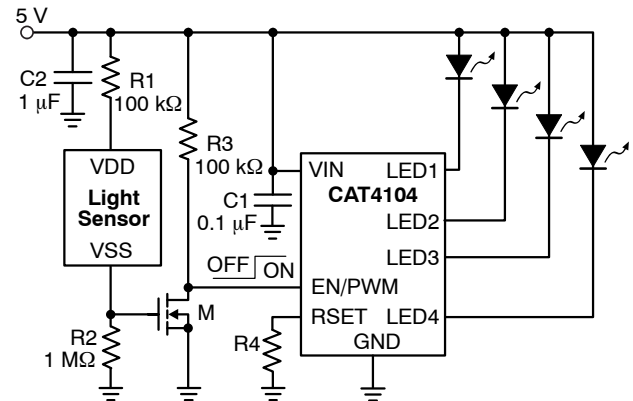 5 V
C2
1 μF
R1
100 kΩ
R3
100 kΩ
VDD
Light
Sensor
VSS
C1
0.1 μF
VIN
LED1
CAT4104
LED2
LED3
OFF
ON
EN/PWM
M
RSET
LED4
GND
R2
1 MΩ
R4